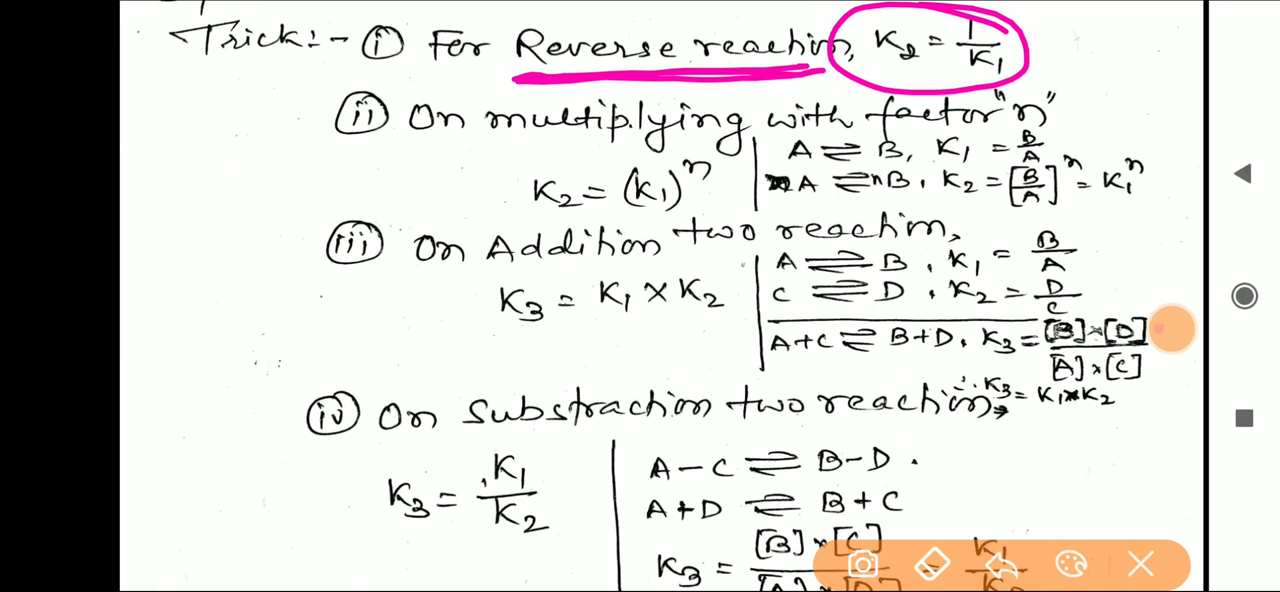 Trick:- (i) For Reverse reaction, K2 = 1/K1
(ii) On multiplying with factor "n"
K2 = (K1)^n
A ⇌ B, K1 = B/A
nA ⇌ nB, K2 = [B/A]^n = K1^n
(iii) On Addition two reaction,
K3 = K1 × K2
A ⇌ B, K1 = B/A
C ⇌ D, K2 = D/C
A+C ⇌ B+D, K3 = [B]×[D]/[A]×[C]
∴ K3 = K1×K2
(iv) On Substraction two reaction,
K3 = K1/K2
A-C ⇌ B-D.
A+D ⇌ B+C
K3 = [B]×[C]/[A]×[D] = K1